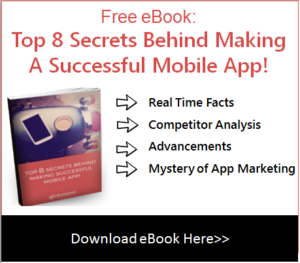 Free eBook:
Top 8 Secrets Behind Making
A Successful Mobile App!
Real Time Facts
Competitor Analysis
Advancements
Mystery of App Marketing
TOP 8 SECRETS BEHIND
MAKING SUCCESSFUL
MOBILE APP!
Download eBook Here>>